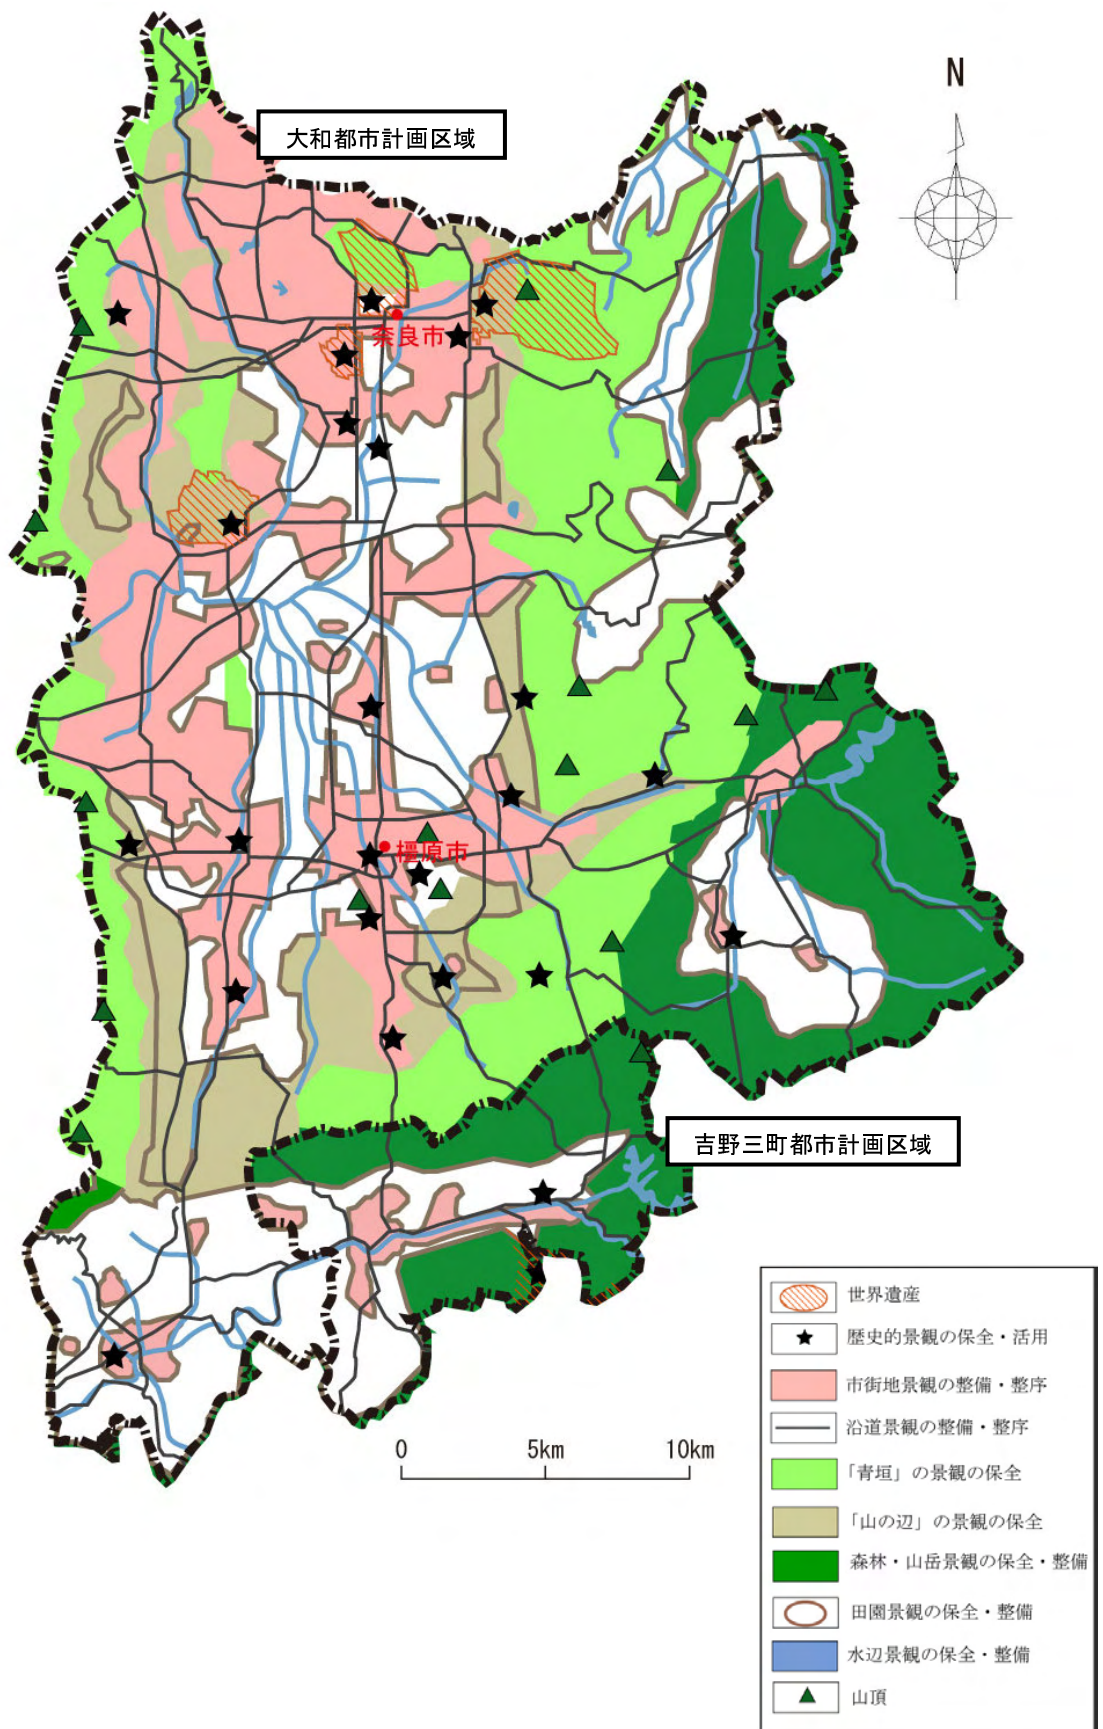 N
大和都市計画区域
奈良市
橿原市
吉野三町都市計画区域
0 5km 10km
世界遺産
歴史的景観の保全・活用
市街地景観の整備・整序
沿道景観の整備・整序
「青垣」の景観の保全
「山の辺」の景観の保全
森林・山岳景観の保全・整備
田園景観の保全・整備
水辺景観の保全・整備
山頂